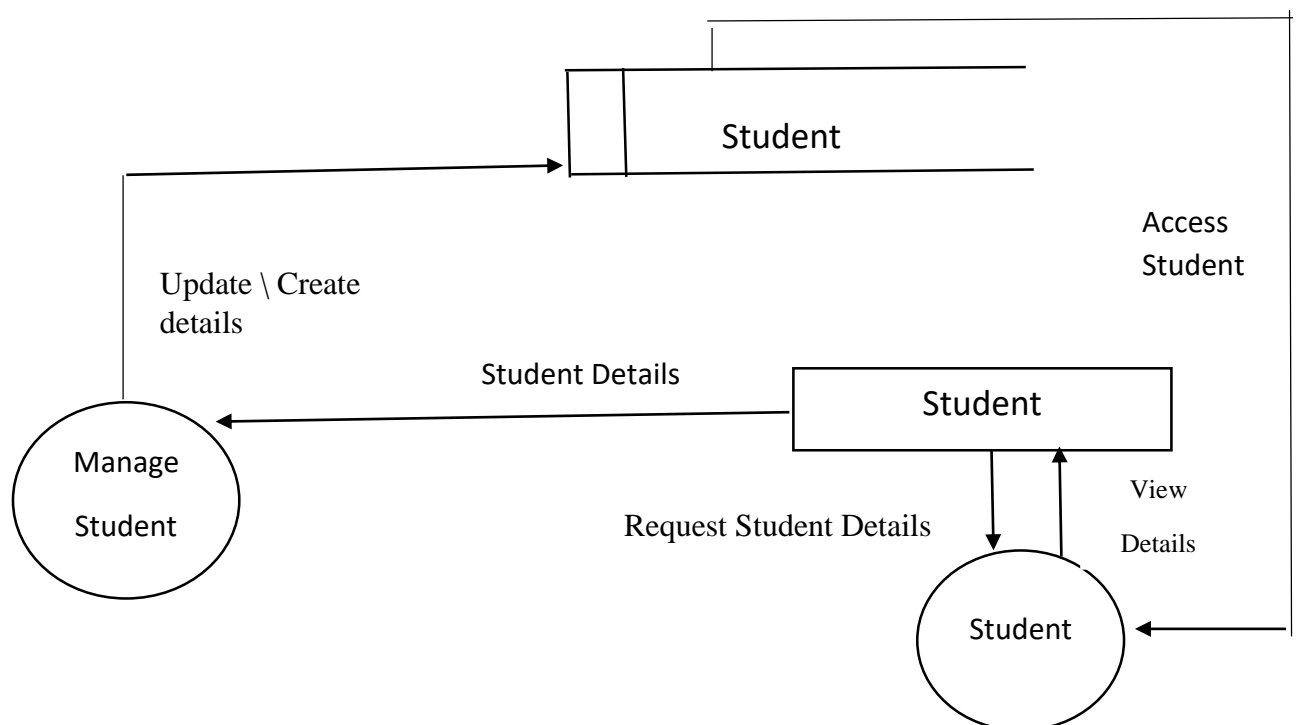 Student
Access
Student
Update \ Create
details
Student Details
Student
Manage
Student
View
Request Student Details
Details
Student